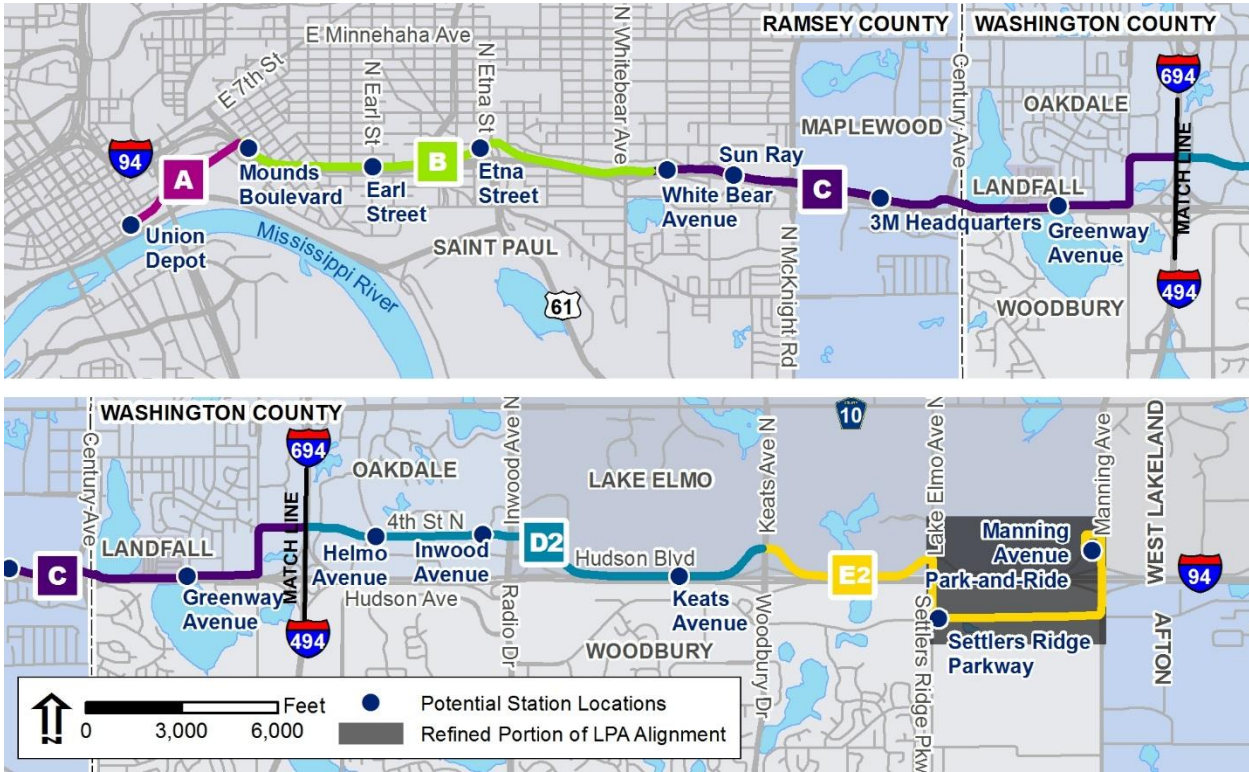 E Minnehaha Ave
N Whitebear Ave
RAMSEY COUNTY
WASHINGTON COUNTY
E 7th St
N Earl St
N Etna St
Century Ave
694
OAKDALE
MAPLEWOOD
MATCH LINE
94
A
B
Mounds
Boulevard
Earl
Street
Etna
Street
Sun Ray
White Bear
Avenue
C
LANDFALL
3M Headquarters
Greenway
Avenue
Union
Depot
Mississippi River
SAINT PAUL
61
N McKnight Rd
WOODBURY
494
WASHINGTON COUNTY
Century Ave
694
OAKDALE
MATCH LINE
N Inwood Ave
LAKE ELMO
Keats Ave N
COUNTY
10
Lake Elmo Ave N
Manning Ave
WEST LAKELAND
4th St N
LANDFALL
C
Helmo
Avenue
Inwood
Avenue
D2
Hudson Blvd
E2
Manning
Avenue
Park-and-Ride
94
Greenway
Avenue
Hudson Ave
Radio Dr
Keats
Avenue
494
WOODBURY
Woodbury Dr
Settlers Ridge Pkwy
Settlers Ridge
Parkway
AFTON
N
Feet
0
3,000
6,000
Potential Station Locations
Refined Portion of LPA Alignment